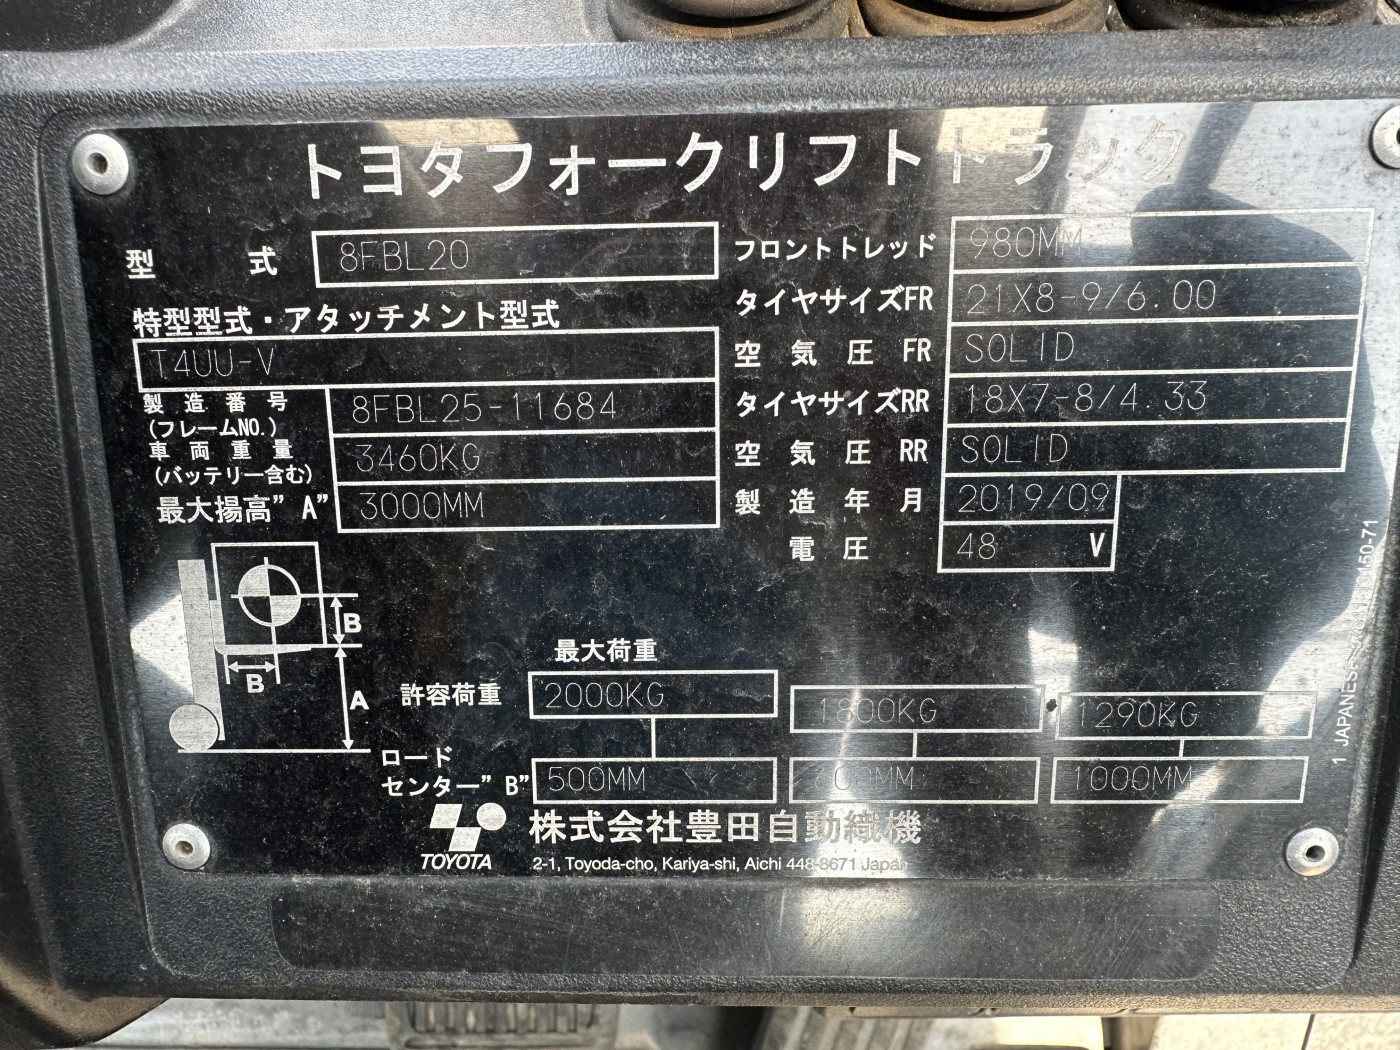 トヨタフォークリフトトラック
型 式 8FBL20
特型型式・アタッチメント型式
T4UU-V
製造番号 8FBL25-11684
(フレームNO.)
車両重量 3460KG
(バッテリー含む)
最大揚高"A" 3000MM
フロントトレッド 980MM
タイヤサイズFR 21X8-9/6.00
空気圧 FR SOLID
タイヤサイズRR 18X7-8/4.33
空気圧 RR SOLID
製造年月 2019/09
電圧 48 V
B
B
A
最大荷重
許容荷重 2000KG 1800KG 1290KG
ロード
センター"B" 500MM 600MM 1000MM
TOYOTA
株式会社豊田自動織機
2-1, Toyoda-cho, Kariya-shi, Aichi 448-8671 Japan
1 JAPANESE
150-71